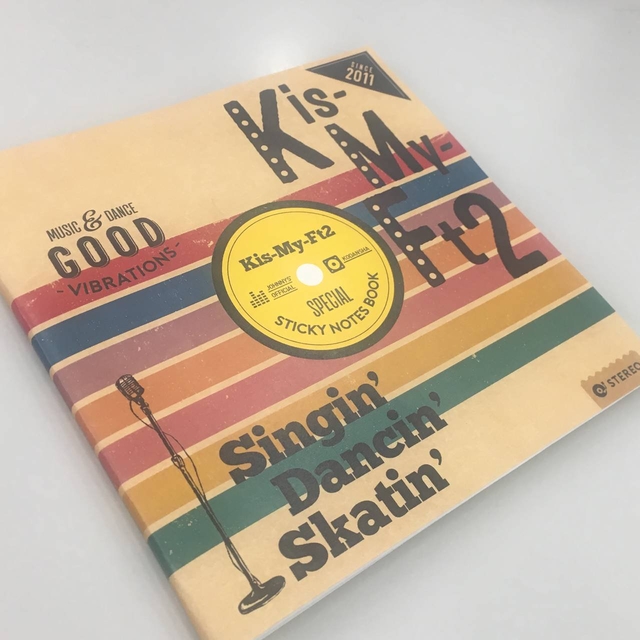 SINCE
2011
Kis-
My-
Ft2
MUSIC & DANCE
GOOD
-VIBRATIONS-
Kis-My-Ft2
JOHNNYS'
OFFICIAL
KODANSHA
SPECIAL
STICKY NOTES BOOK
STEREO
Singin'
Dancin'
Skatin'